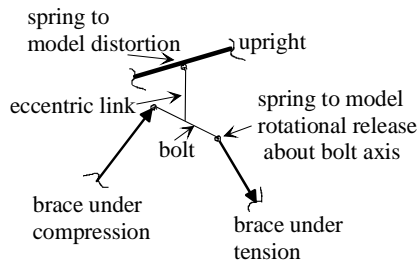 spring to
model distortion
upright
eccentric link
spring to model
rotational release
about bolt axis
bolt
brace under
compression
brace under
tension